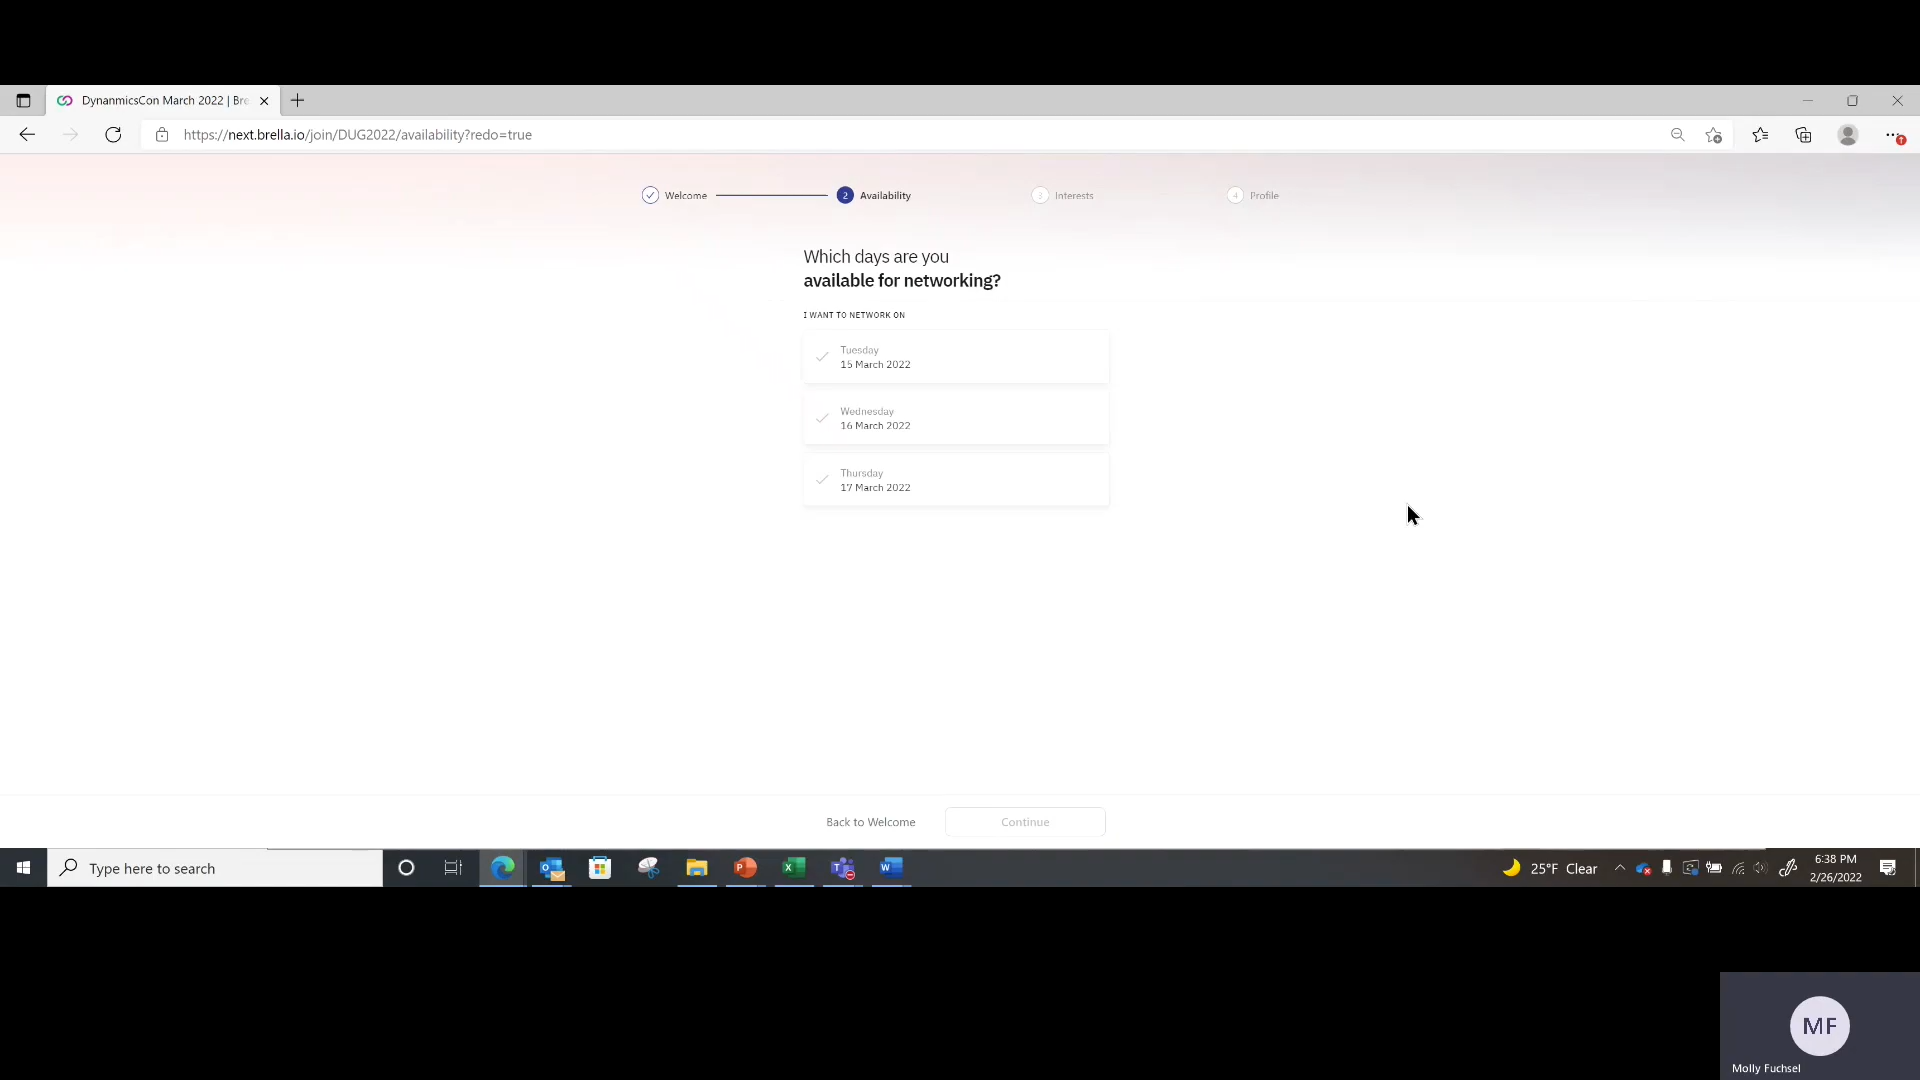 DynanmicsCon March 2022 | Bre
https://next.brella.io/join/DUG2022/availability?redo=true
Welcome
2 Availability
3 Interests
4 Profile
Which days are you
available for networking?
I WANT TO NETWORK ON
Tuesday
15 March 2022
Wednesday
16 March 2022
Thursday
17 March 2022
Back to Welcome
Continue
Type here to search
25°F Clear
6:38 PM
2/26/2022
MF
Molly Fuchsel